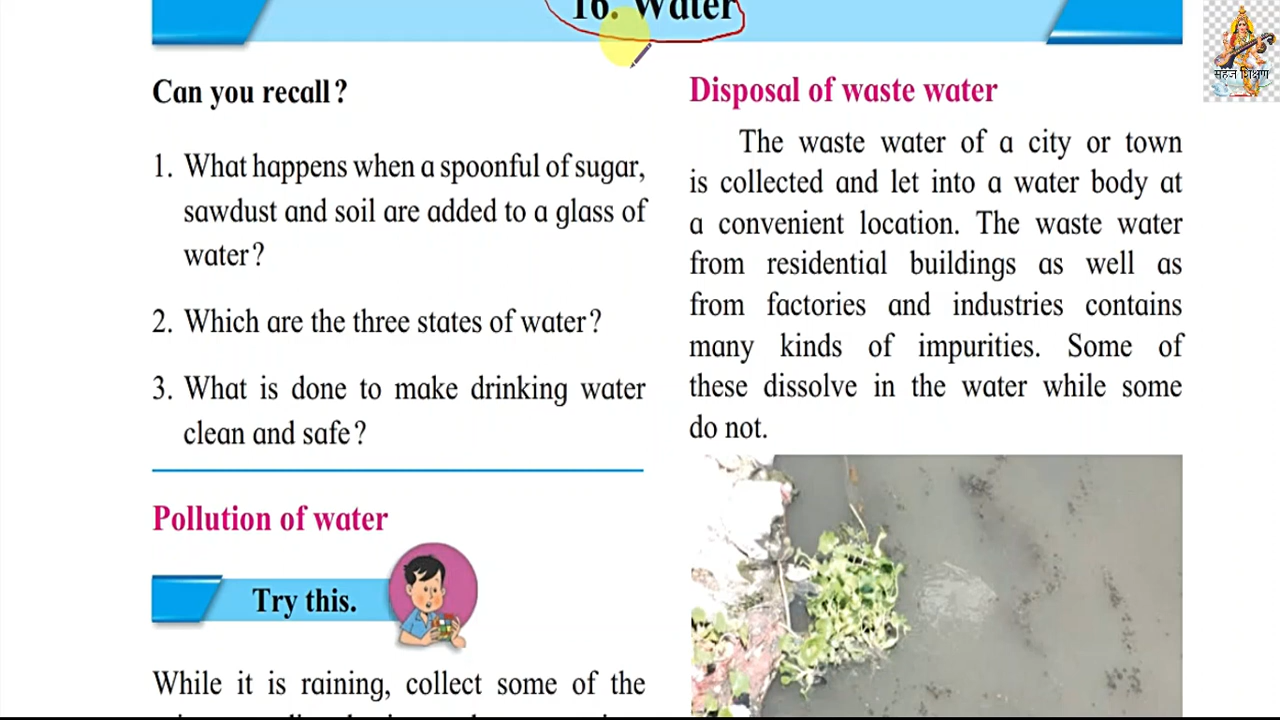 16. Water
Can you recall?
1. What happens when a spoonful of sugar,
sawdust and soil are added to a glass of
water?
2. Which are the three states of water?
3. What is done to make drinking water
clean and safe?
Pollution of water
Try this.
While it is raining, collect some of the
Disposal of waste water
The waste water of a city or town
is collected and let into a water body at
a convenient location. The waste water
from residential buildings as well as
from factories and industries contains
many kinds of impurities. Some of
these dissolve in the water while some
do not.
सहज शिक्षण